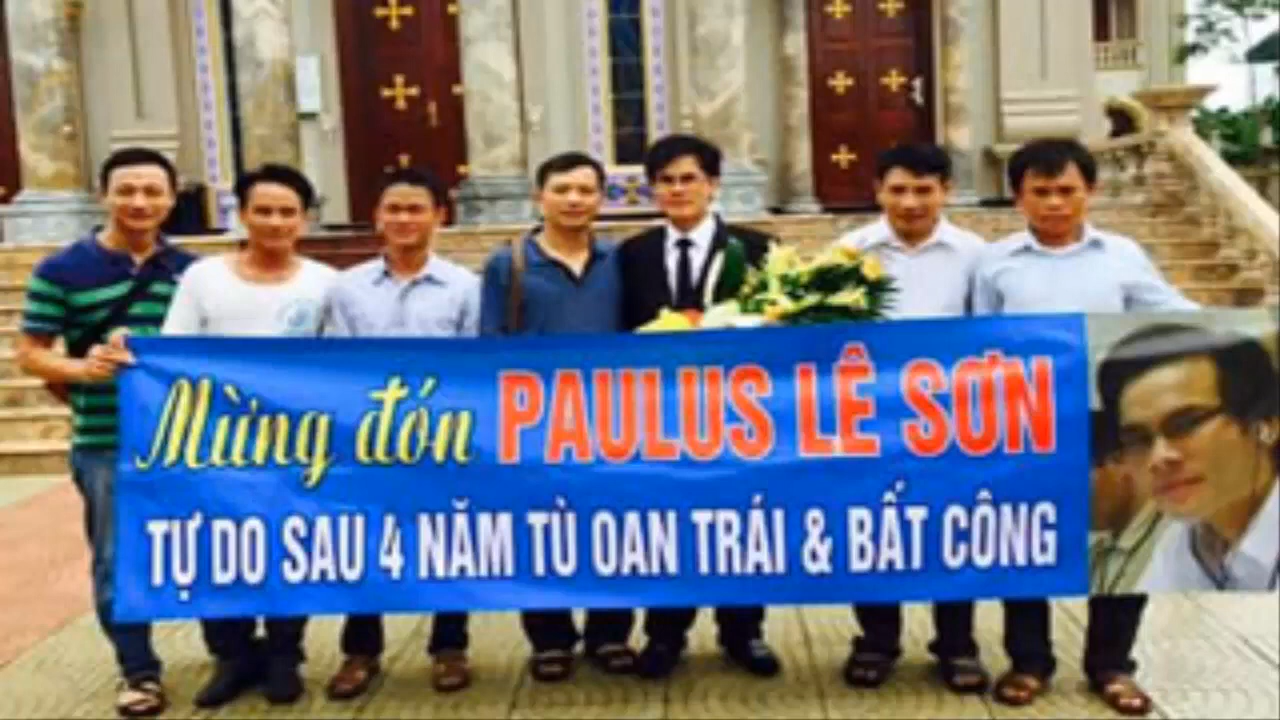 Mừng đón PAULUS LÊ SƠN
TỰ DO SAU 4 NĂM TÙ OAN TRÁI & BẤT CÔNG